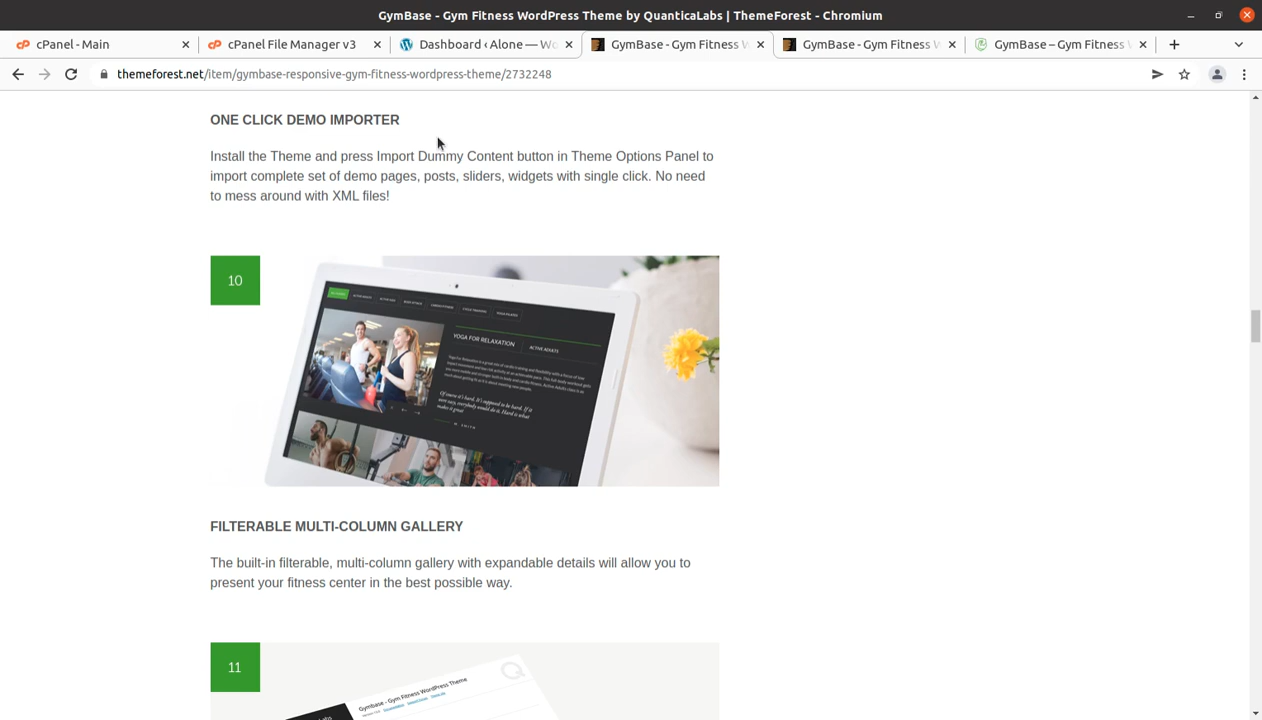 GymBase - Gym Fitness WordPress Theme by QuanticaLabs | ThemeForest - Chromium
cPanel - Main
cPanel File Manager v3
Dashboard ‹ Alone — Wo
GymBase - Gym Fitness W
GymBase - Gym Fitness W
GymBase – Gym Fitness
themeforest.net/item/gymbase-responsive-gym-fitness-wordpress-theme/2732248
ONE CLICK DEMO IMPORTER
Install the Theme and press Import Dummy Content button in Theme Options Panel to
import complete set of demo pages, posts, sliders, widgets with single click. No need
to mess around with XML files!
10
YOGA FOR RELAXATION
ACTIVE ADULTS
FILTERABLE MULTI-COLUMN GALLERY
The built-in filterable, multi-column gallery with expandable details will allow you to
present your fitness center in the best possible way.
11
Gymbase - Gym Fitness WordPress Theme